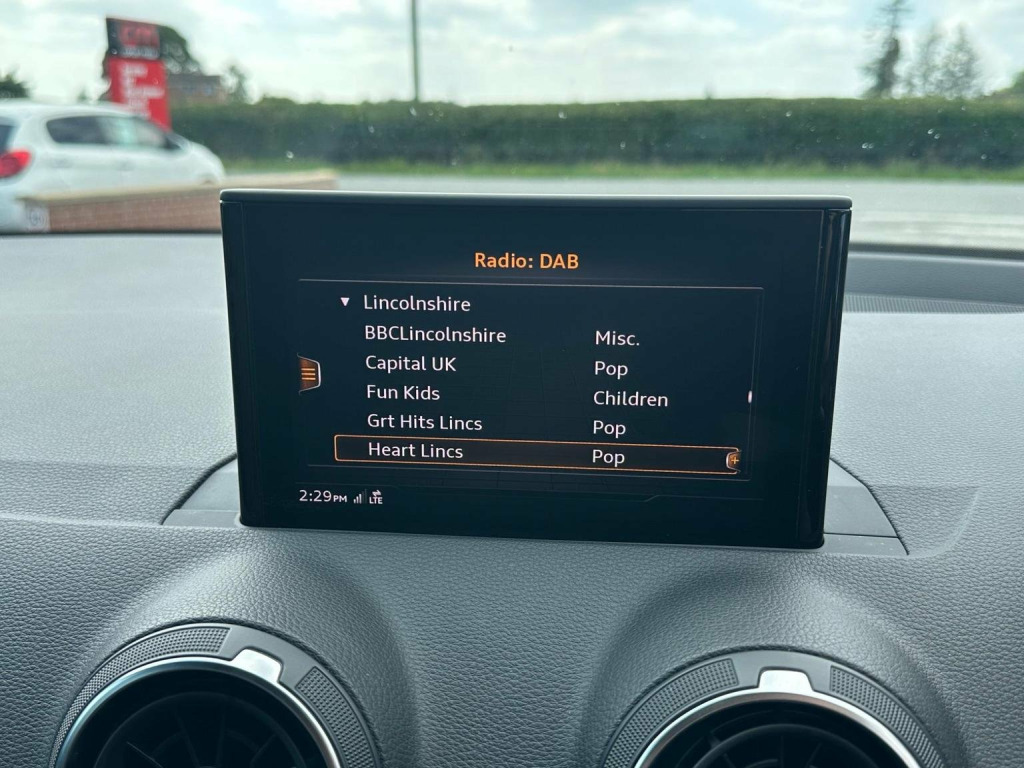 Radio: DAB
▼ Lincolnshire
BBCLincolnshire Misc.
Capital UK Pop
Fun Kids Children
Grt Hits Lincs Pop
Heart Lincs Pop
2:29PM LTE